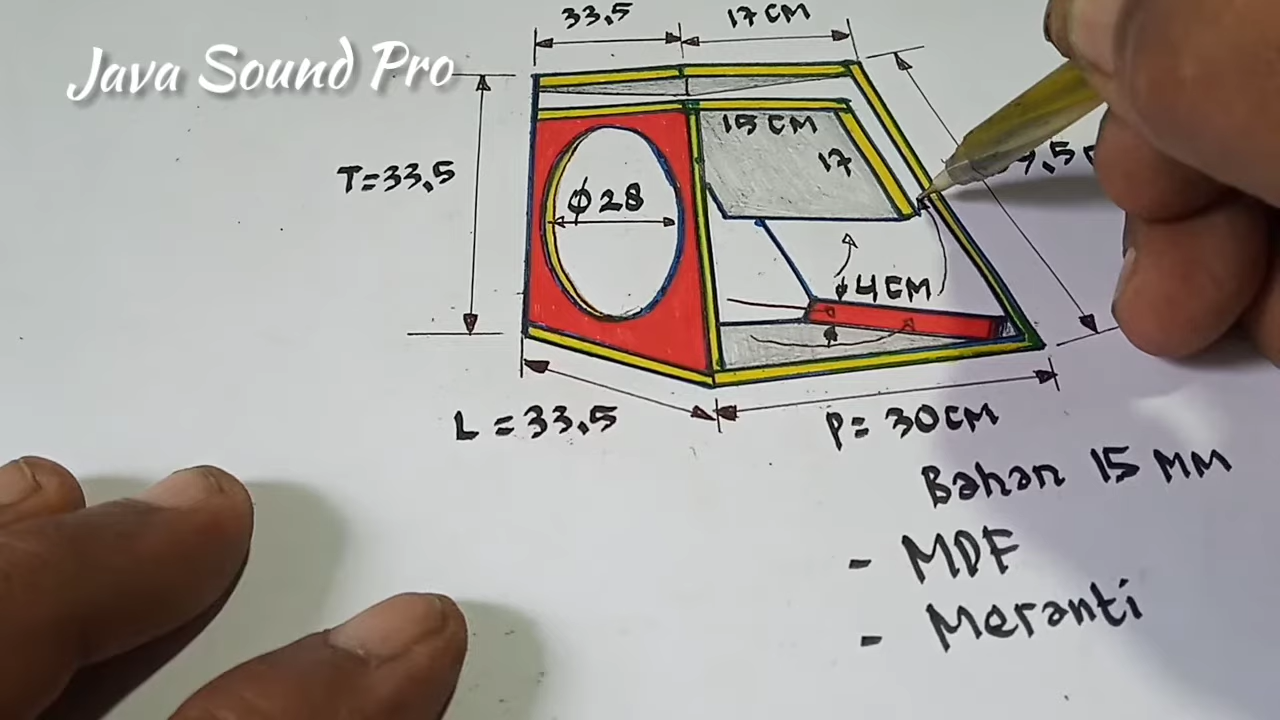 33,5
17 CM
Java Sound Pro
15 CM
17
T=33,5
φ 28
φ 4 CM
L = 33,5
P = 30 CM
Bahan 15 MM
- MDF
- Meranti